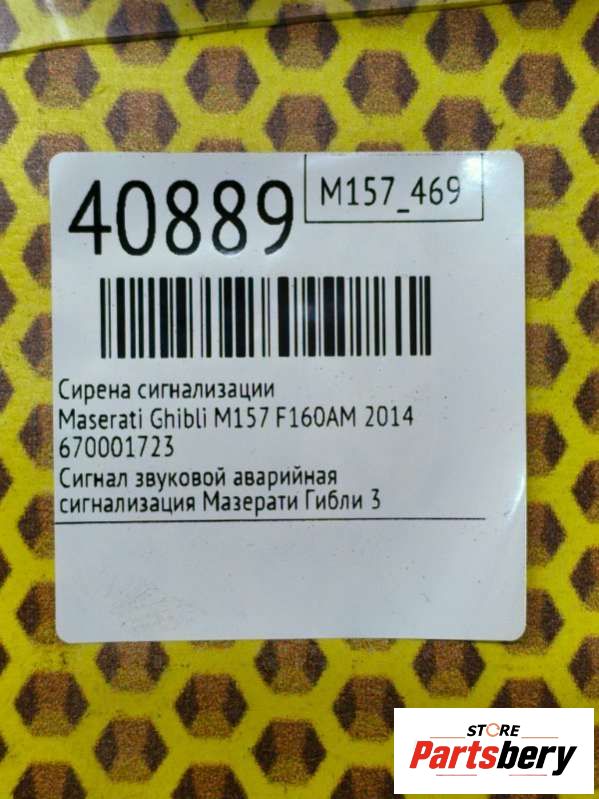 40889
M157_469
Сирена сигнализации
Maserati Ghibli M157 F160AM 2014
670001723
Сигнал звуковой аварийная
сигнализация Мазерати Гибли 3
STORE
Partsbery